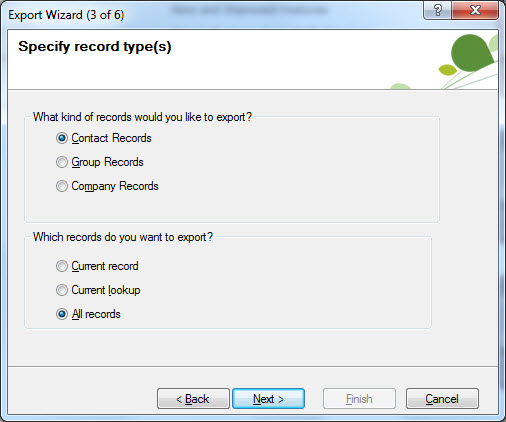 Export Wizard (3 of 6)
Specify record type(s)
What kind of records would you like to export?
Contact Records
Group Records
Company Records
Which records do you want to export?
Current record
Current lookup
All records
< Back
Next >
Finish
Cancel